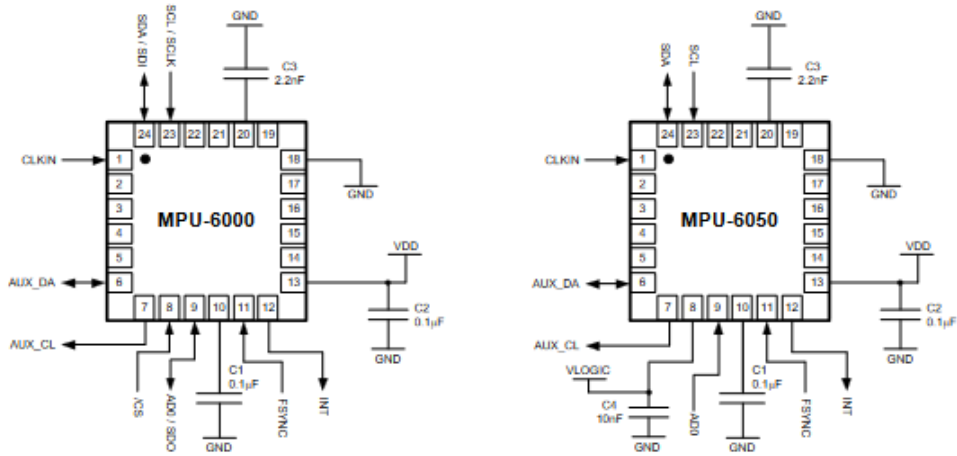 GND
SDA / SDI
SCL / SCLK
C3
2.2nF
24 23 22 21 20 19
CLKIN
1
2
3
4
5
6
18
17
16
15
14
13
MPU-6000
GND
VDD
AUX_DA
7 8 9 10 11 12
C2
0.1µF
GND
AUX_CL
/CS
AD0 / SDO
C1
0.1µF
GND
FSYNC
INT
GND
SDA
SCL
C3
2.2nF
24 23 22 21 20 19
CLKIN
1
2
3
4
5
6
18
17
16
15
14
13
MPU-6050
GND
VDD
AUX_DA
7 8 9 10 11 12
C2
0.1µF
GND
AUX_CL
VLOGIC
C4
10nF
GND
AD0
C1
0.1µF
GND
FSYNC
INT